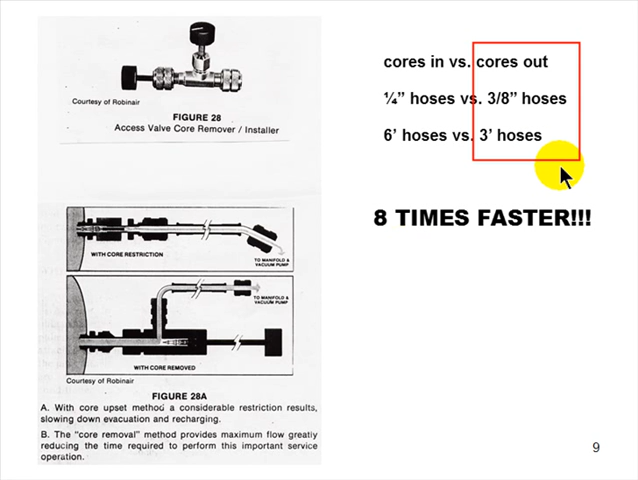 Courtesy of Robinair
FIGURE 28
Access Valve Core Remover / Installer
cores in vs. cores out
¼” hoses vs. 3/8” hoses
6’ hoses vs. 3’ hoses
8 TIMES FASTER!!!
WITH CORE RESTRICTION
TO MANIFOLD &
VACUUM PUMP
TO MANIFOLD &
VACUUM PUMP
WITH CORE REMOVED
Courtesy of Robinair
FIGURE 28A
A. With core upset method a considerable restriction results,
slowing down evacuation and recharging.
B. The "core removal" method provides maximum flow greatly
reducing the time required to perform this important service
operation.
9